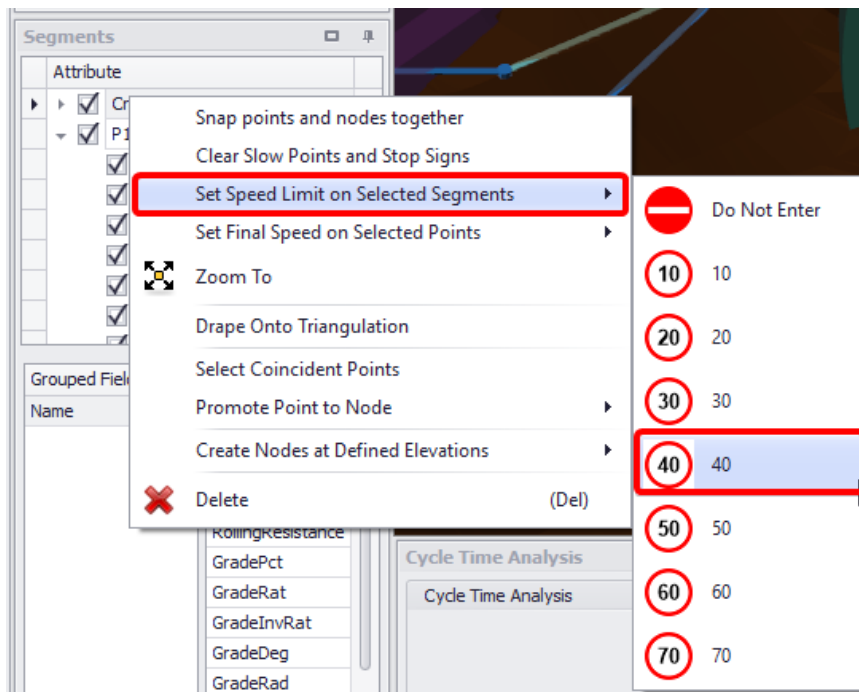 Segments
Attribute
Cr
P1
Snap points and nodes together
Clear Slow Points and Stop Signs
Set Speed Limit on Selected Segments
Set Final Speed on Selected Points
Zoom To
Drape Onto Triangulation
Select Coincident Points
Promote Point to Node
Create Nodes at Defined Elevations
Delete (Del)
Do Not Enter
10 10
20 20
30 30
40 40
50 50
60 60
70 70
Grouped Fiel
Name
RollingResistance
GradePct
GradeRat
GradeInvRat
GradeDeg
GradeRad
Cycle Time Analysis
Cycle Time Analysis